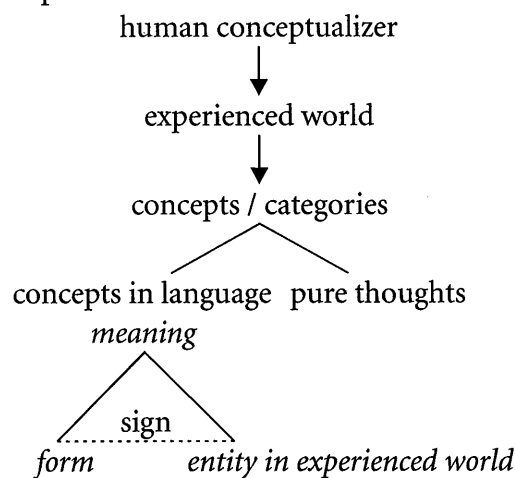 human conceptualizer
experienced world
concepts / categories
concepts in language pure thoughts
meaning
sign
form entity in experienced world